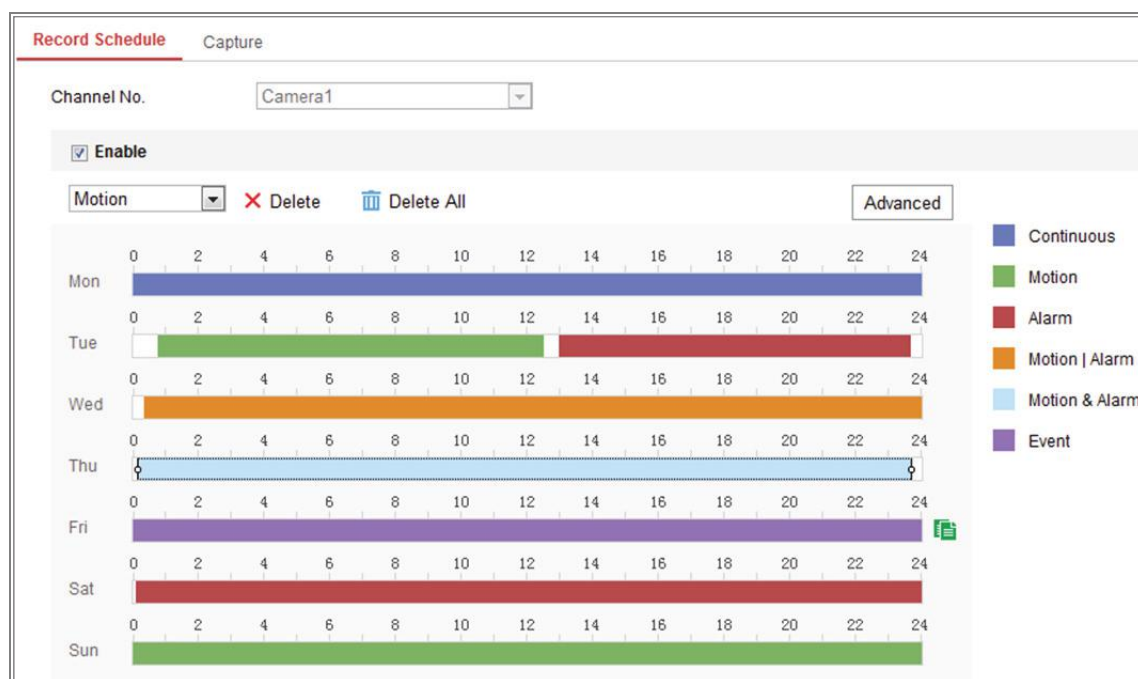 Record Schedule Capture
Channel No. Camera1
Enable
Motion Delete Delete All Advanced
0 2 4 6 8 10 12 14 16 18 20 22 24
Mon
0 2 4 6 8 10 12 14 16 18 20 22 24
Tue
0 2 4 6 8 10 12 14 16 18 20 22 24
Wed
0 2 4 6 8 10 12 14 16 18 20 22 24
Thu
0 2 4 6 8 10 12 14 16 18 20 22 24
Fri
0 2 4 6 8 10 12 14 16 18 20 22 24
Sat
0 2 4 6 8 10 12 14 16 18 20 22 24
Sun
Continuous
Motion
Alarm
Motion | Alarm
Motion & Alarm
Event